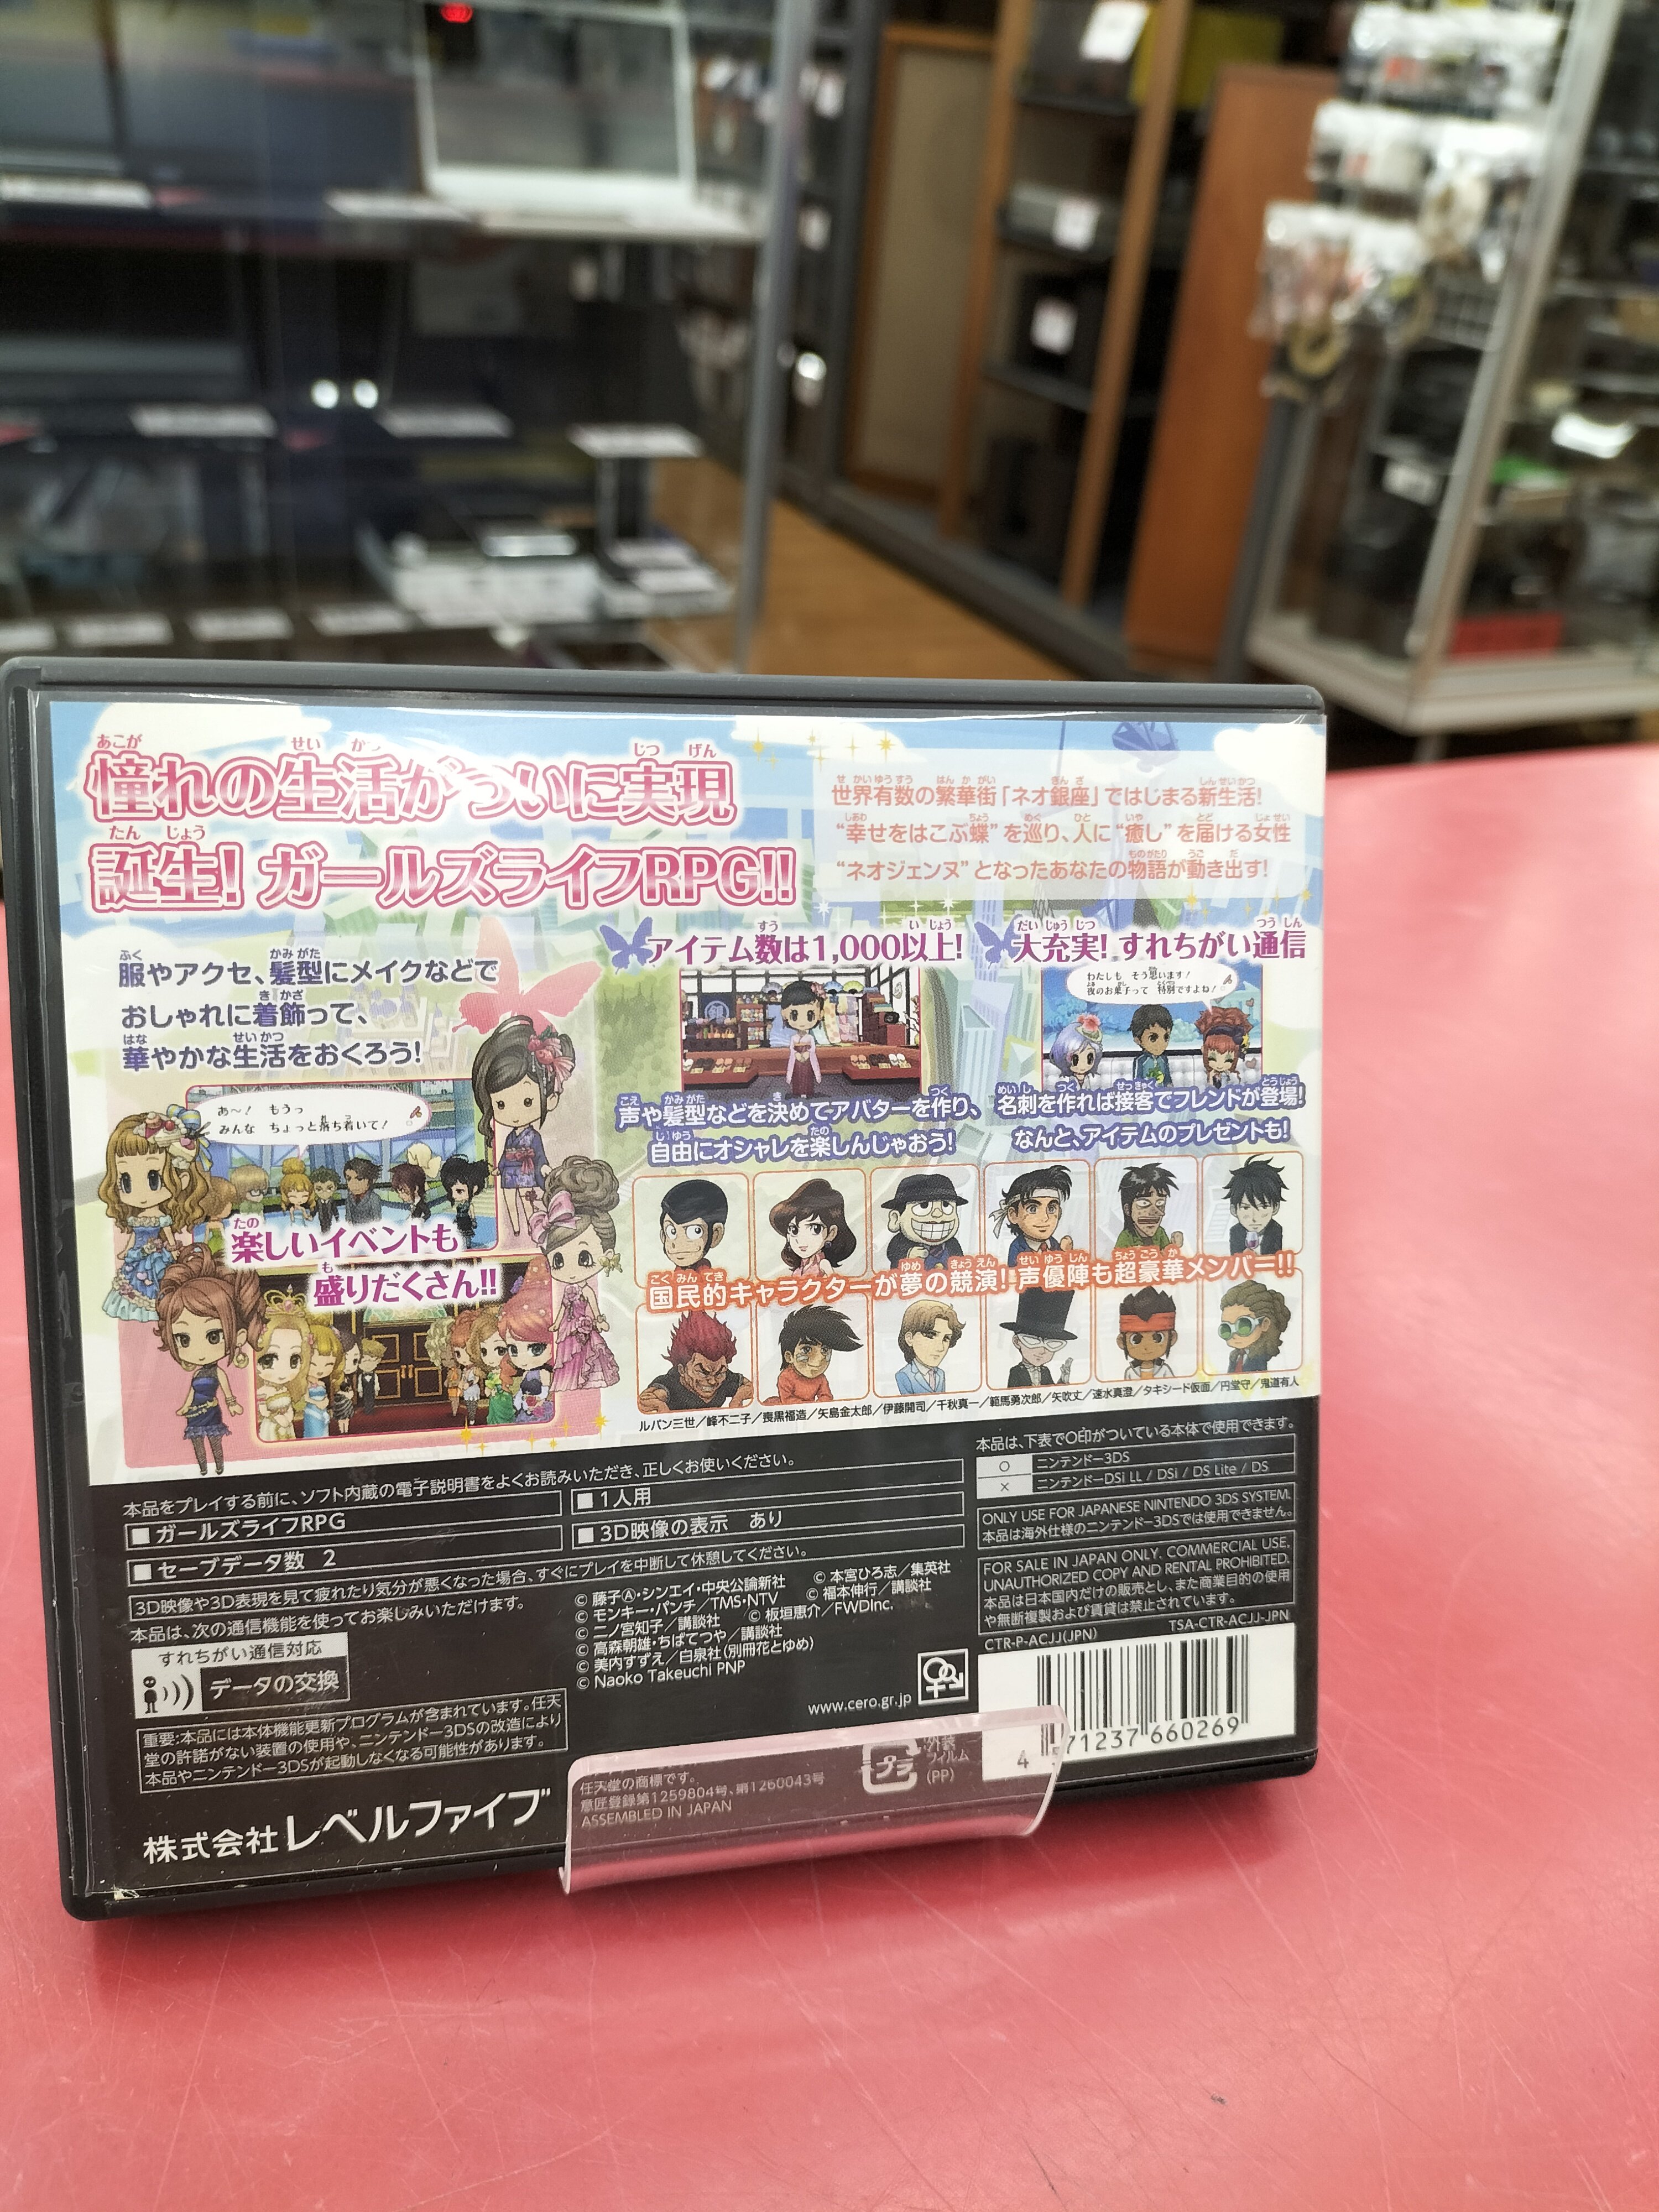 憧れの生活がついに実現
誕生! ガールズライフRPG!!
世界有数の繁華街「ネオ銀座」ではじまる新生活!
“幸せをはこぶ蝶”を巡り、人に“癒し”を届ける女性
“ネオジェンヌ”となったあなたの物語が動き出す!
服やアクセ、髪型にメイクなどで
おしゃれに着飾って、
華やかな生活をおくろう!
あ〜! もうっ
みんな ちょっと落ち着いて!
楽しいイベントも
盛りだくさん!!
アイテム数は1,000以上!
声や髪型などを決めてアバターを作り、
自由にオシャレを楽しんじゃおう!
大充実! すれちがい通信
わたしも そう思います!
夜のお菓子って 特別ですよね!
名刺を作れば接客でフレンドが登場!
なんと、アイテムのプレゼントも!
国民的キャラクターが夢の競演! 声優陣も超豪華メンバー!!
ルパン三世／峰不二子／喪黒福造／矢島金太郎／伊藤開司／千秋真一／範馬勇次郎／矢吹丈／速水真澄／タキシード仮面／円堂守／鬼道有人
本品をプレイする前に、ソフト内蔵の電子説明書をよくお読みいただき、正しくお使いください。
■ ガールズライフRPG
■ 1人用
■ セーブデータ数 2
■ 3D映像の表示 あり
3D映像や3D表現を見て疲れたり気分が悪くなった場合、すぐにプレイを中断して休憩してください。
本品は、次の通信機能を使ってお楽しみいただけます。
すれちがい通信対応
データの交換
重要:本品には本体機能更新プログラムが含まれています。任天
堂の許諾がない装置の使用や、ニンテンドー3DSの改造により
本品やニンテンドー3DSが起動しなくなる可能性があります。
株式会社レベルファイブ
© 藤子Ⓐ・シンエイ・中央公論新社
© 本宮ひろ志／集英社
© モンキー・パンチ／TMS・NTV
© 福本伸行／講談社
© 二ノ宮知子／講談社
© 板垣恵介／FWDInc.
© 高森朝雄・ちばてつや／講談社
© 美内すずえ／白泉社(別冊花とゆめ)
© Naoko Takeuchi PNP
www.cero.gr.jp
任天堂の商標です。
意匠登録第1259804号、第1260043号
ASSEMBLED IN JAPAN
プラ
外装
フィルム
(PP)
本品は、下表で○印がついている本体で使用できます。
○ ニンテンドー3DS
× ニンテンドーDSi LL / DSi / DS Lite / DS
ONLY USE FOR JAPANESE NINTENDO 3DS SYSTEM.
本品は海外仕様のニンテンドー3DSでは使用できません。
FOR SALE IN JAPAN ONLY. COMMERCIAL USE,
UNAUTHORIZED COPY AND RENTAL PROHIBITED.
本品は日本国内だけの販売とし、また商業目的の使用
や無断複製および賃貸は禁止されています。
CTR-P-ACJJ(JPN)
TSA-CTR-ACJJ-JPN
4 571237 660269